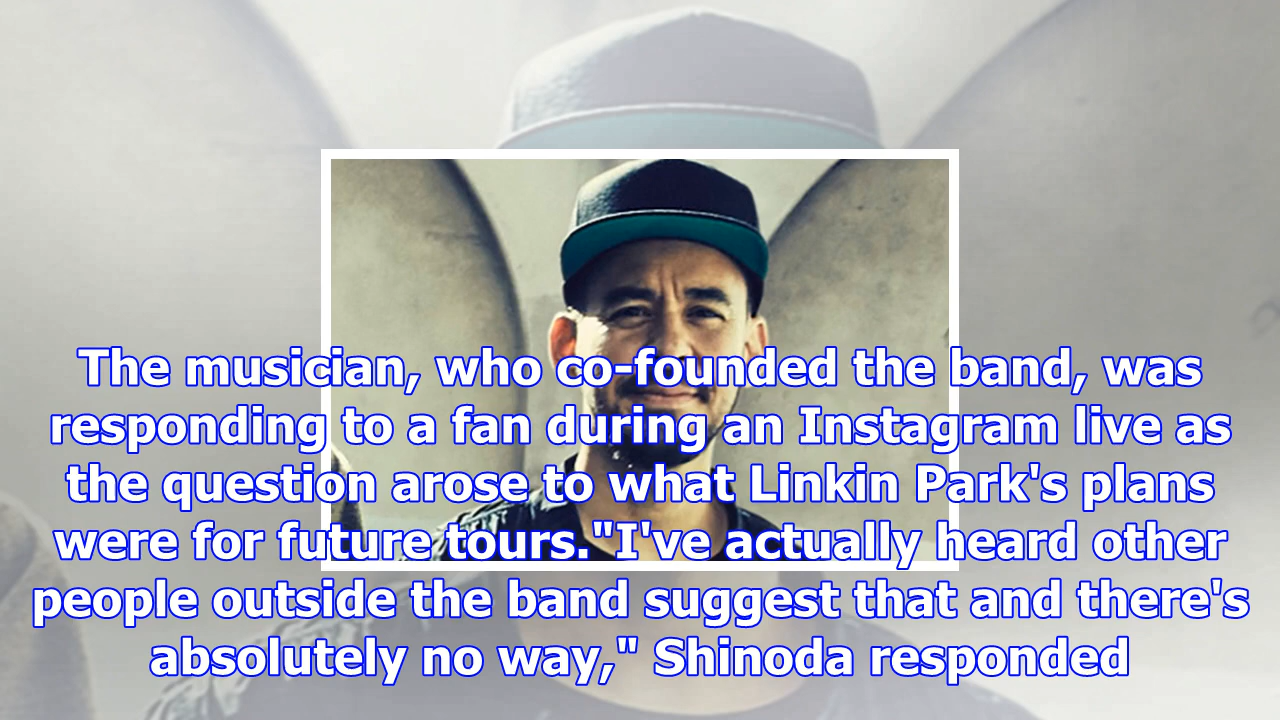 The musician, who co-founded the band, was
responding to a fan during an Instagram live as
the question arose to what Linkin Park's plans
were for future tours."I've actually heard other
people outside the band suggest that and there's
absolutely no way," Shinoda responded